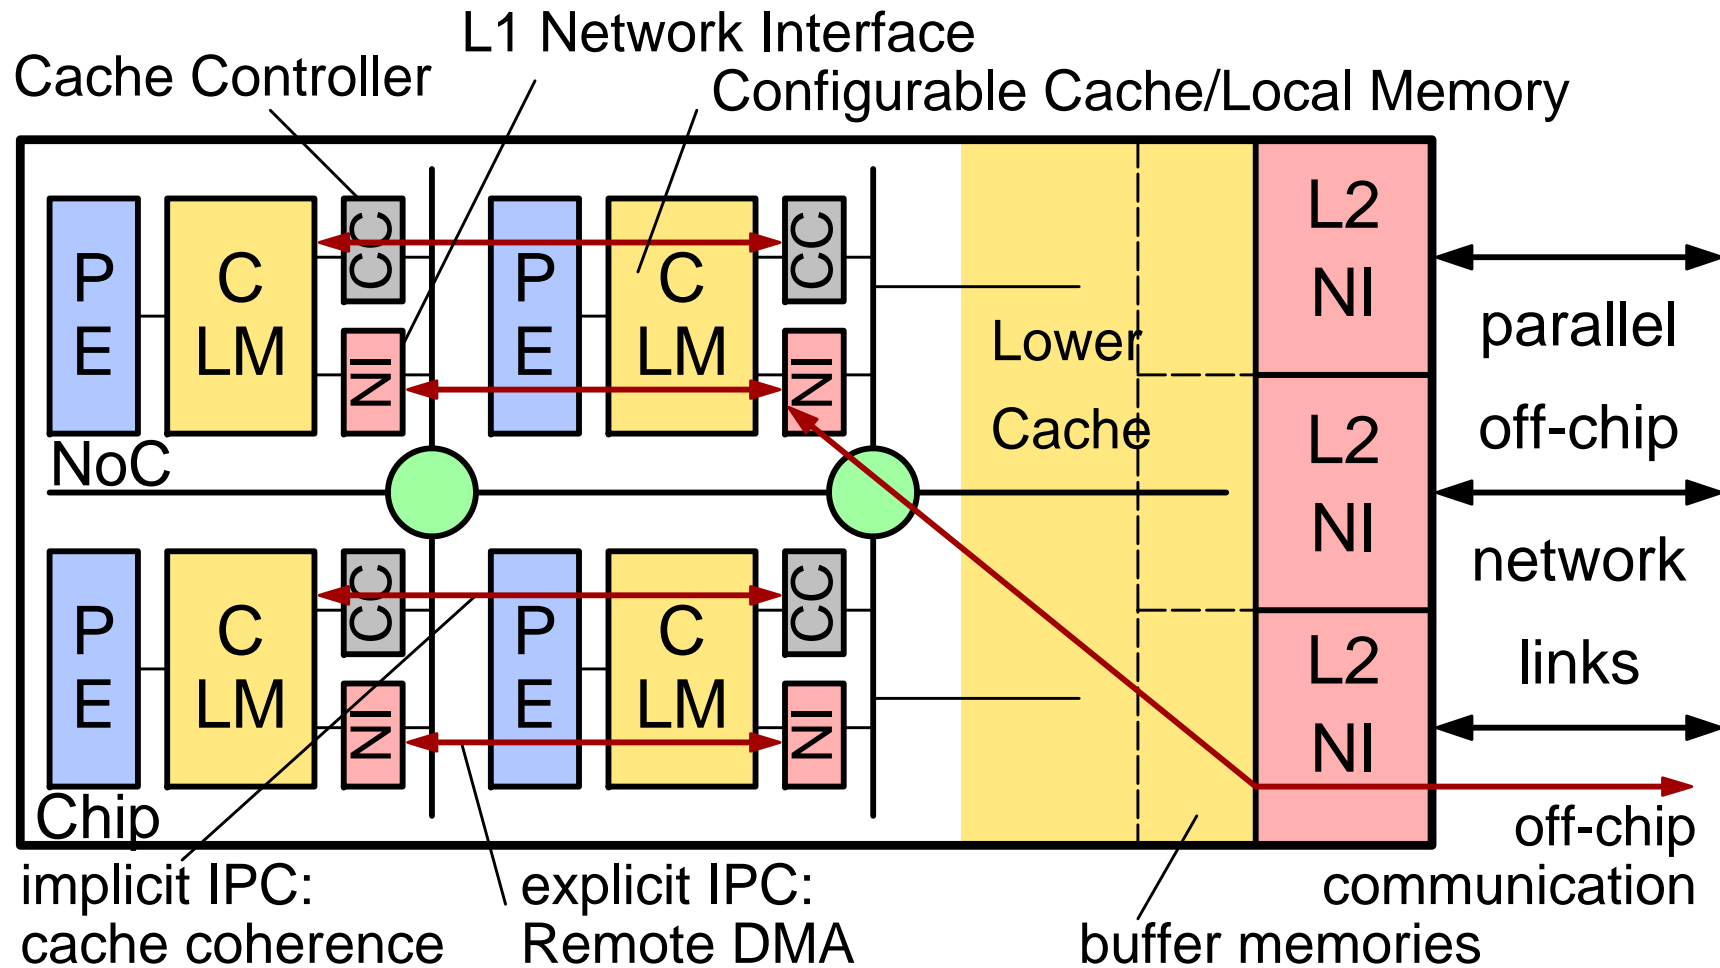 L1 Network Interface
Cache Controller
Configurable Cache/Local Memory
P
E
C
LM
CC
NI
P
E
C
LM
CC
NI
Lower
Cache
L2
NI
L2
NI
L2
NI
parallel
off-chip
network
links
NoC
P
E
C
LM
CC
NI
P
E
C
LM
CC
NI
Chip
off-chip
communication
implicit IPC:
cache coherence
explicit IPC:
Remote DMA
buffer memories